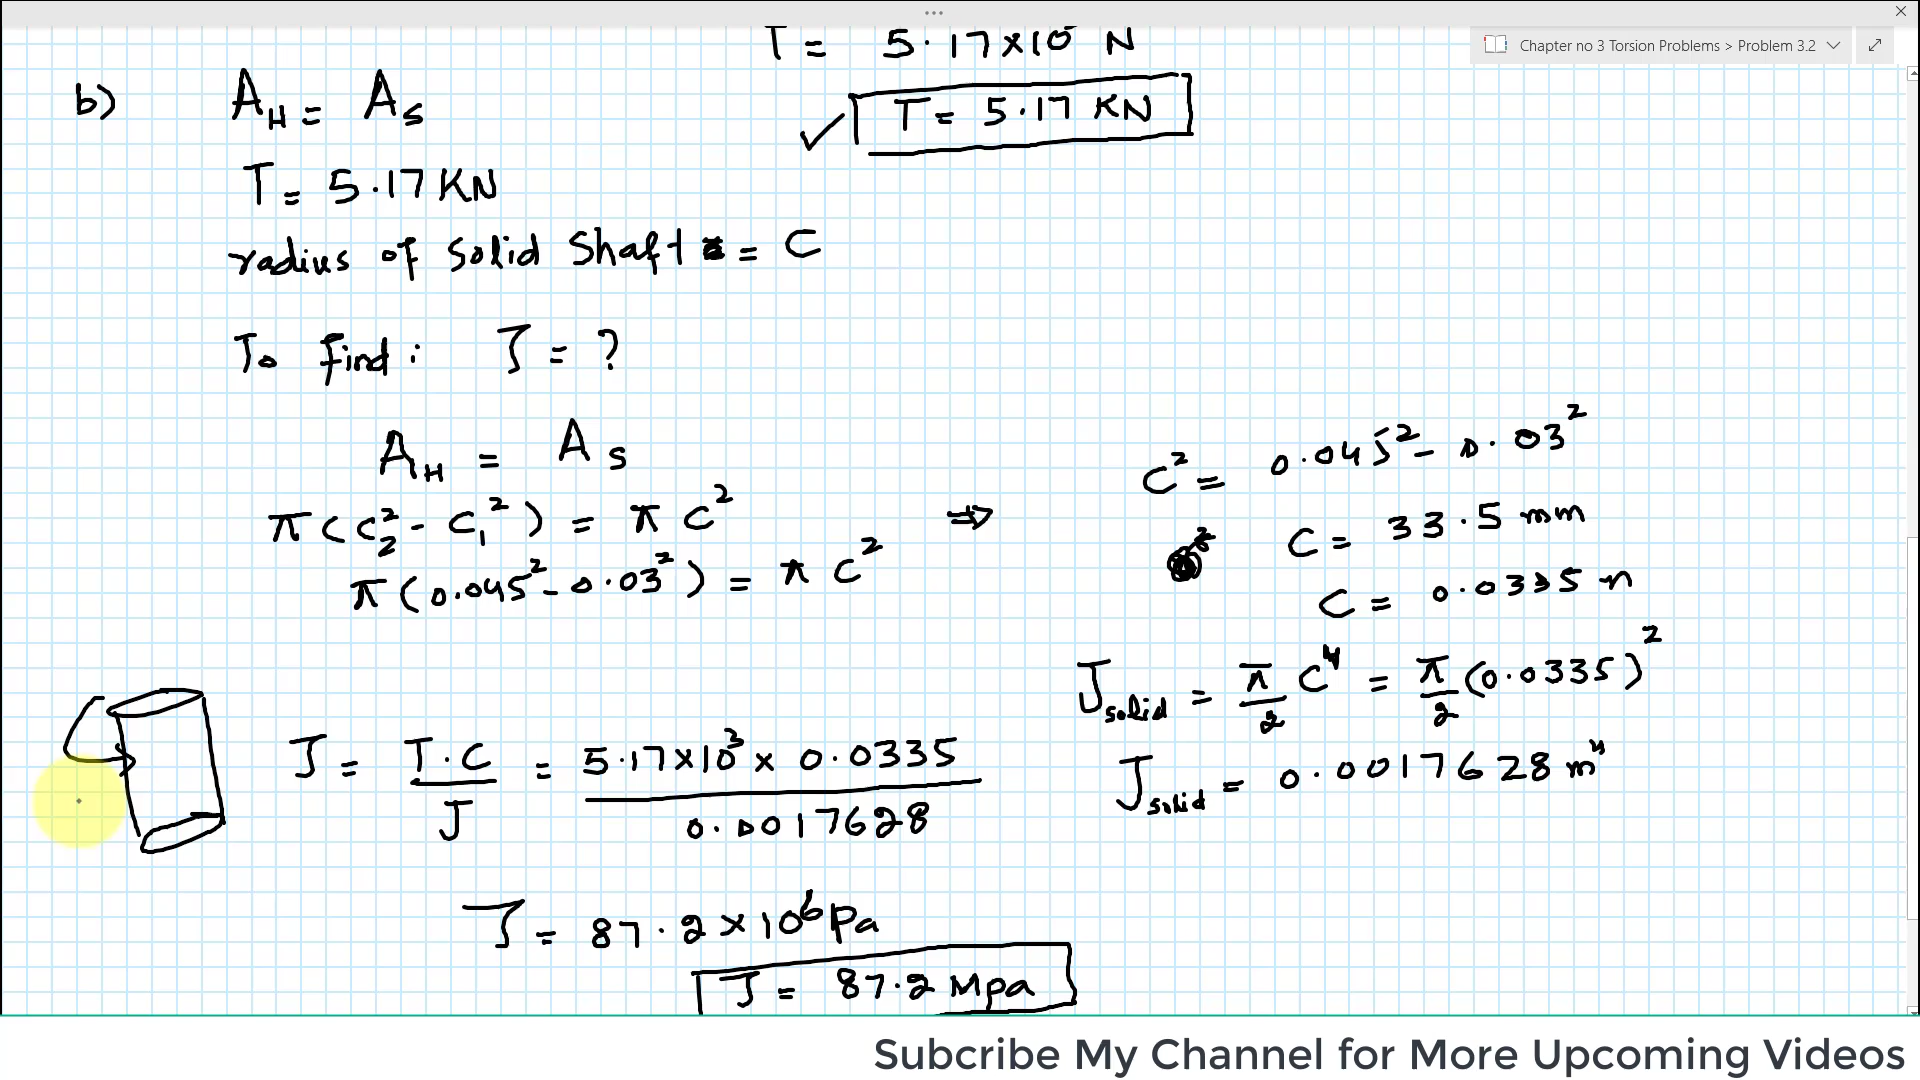 Chapter no 3 Torsion Problems > Problem 3.2
T = 5.17×10 N
T = 5.17 KN
b) A_H = A_S
T = 5.17 KN
radius of solid shaft = C
To find: τ = ?
A_H = A_S
π(C₂² - C₁²) = π C² ⇒
π(0.045² - 0.03²) = π C²
C² = 0.045² - 0.03²
C = 33.5 mm
C = 0.0335 m
J_solid = π/2 C⁴ = π/2 (0.0335)²
J_solid = 0.0017628 m⁴
τ = T.C/J = 5.17×10³ × 0.0335/0.0017628
τ = 87.2×10⁶ Pa
τ = 87.2 Mpa
Subcribe My Channel for More Upcoming Videos